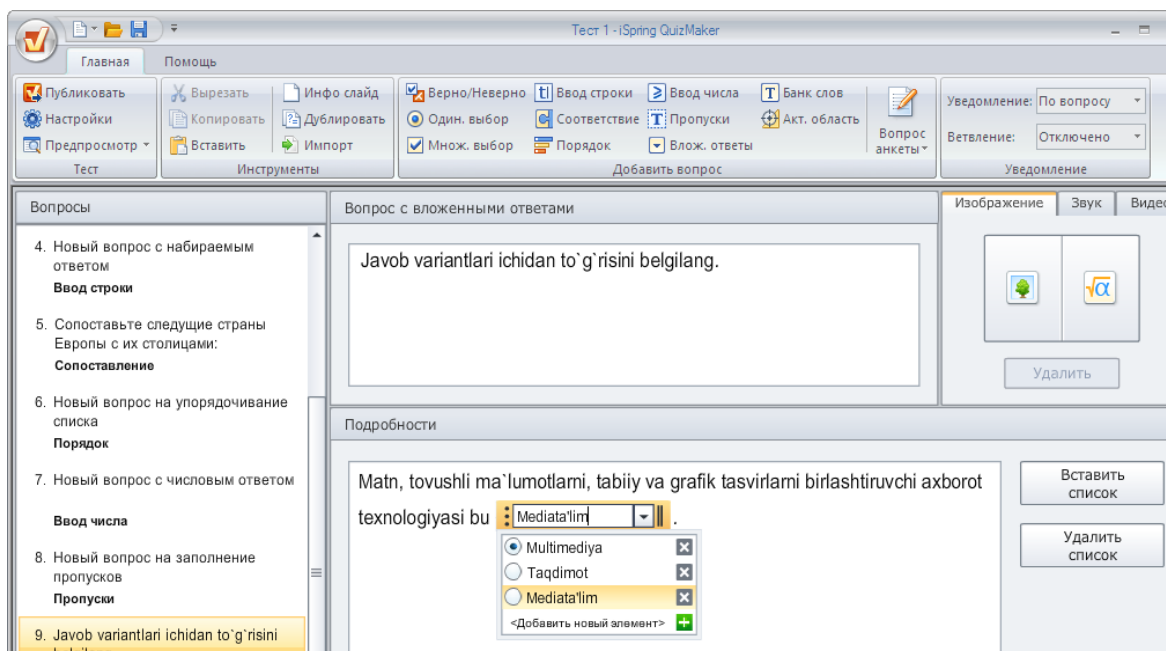 Тест 1 - iSpring QuizMaker
Главная Помощь
Публиковать Вырезать Инфо слайд Верно/Неверно Ввод строки Ввод числа Банк слов
Настройки Копировать Дублировать Один. выбор Соответствие Пропуски Акт. область
Предпросмотр Вставить Импорт Множ. выбор Порядок Влож. ответы
Вопрос анкеты
Уведомление: По вопросу
Ветвление: Отключено
Тест Инструменты Добавить вопрос Уведомление
Вопросы
4. Новый вопрос с набираемым
ответом
Ввод строки
5. Сопоставьте следущие страны
Европы с их столицами:
Сопоставление
6. Новый вопрос на упорядочивание
списка
Порядок
7. Новый вопрос с числовым ответом
Ввод числа
8. Новый вопрос на заполнение
пропусков
Пропуски
9. Javob variantlari ichidan to`g`risini
Вопрос с вложенными ответами
Javob variantlari ichidan to`g`risini belgilang.
Изображение Звук Видео
Удалить
Подробности
Matn, tovushli ma`lumotlarni, tabiiy va grafik tasvirlarni birlashtiruvchi axborot
texnologiyasi bu Mediata'lim .
Multimediya
Taqdimot
Mediata'lim
<Добавить новый элемент>
Вставить
список
Удалить
список